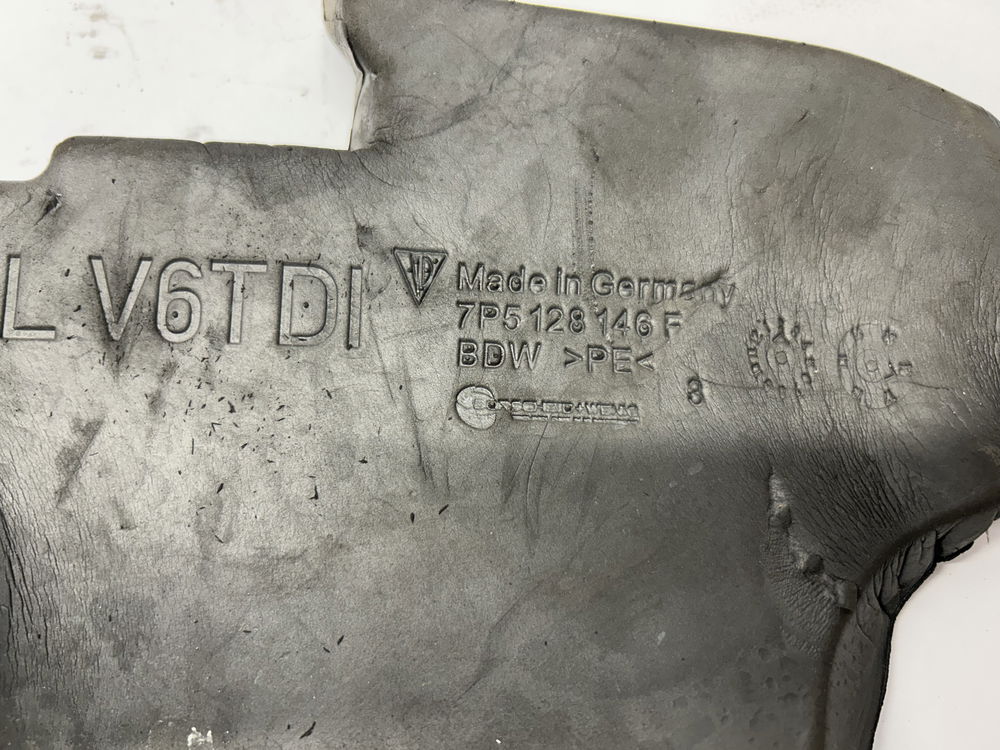 L V6TDI
Made in Germany
7P5 128 146 F
BDW >PE<
8